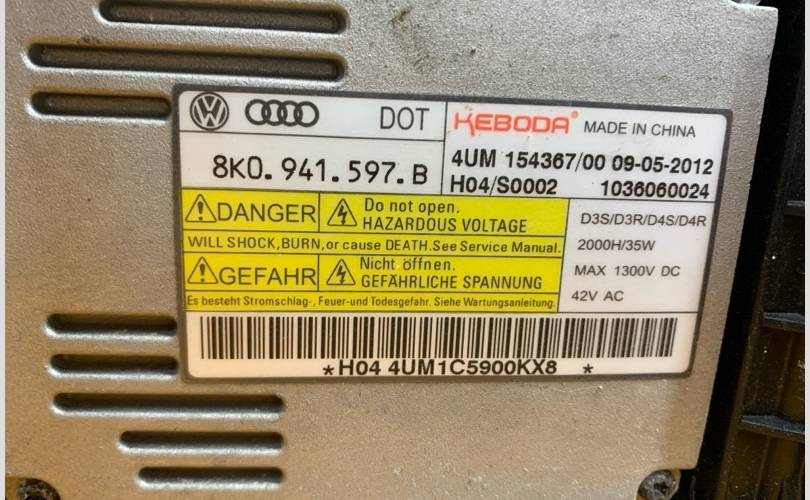 DOT
KEBODA® MADE IN CHINA
8K0.941.597.B
4UM 154367/00 09-05-2012
H04/S0002 1036060024
DANGER
Do not open.
HAZARDOUS VOLTAGE
WILL SHOCK,BURN,or cause DEATH.See Service Manual.
GEFAHR
Nicht öffnen.
GEFÄHRLICHE SPANNUNG
Es besteht Stromschlag-, Feuer-und Todesgefahr. Siehe Wartungsanleitung.
D3S/D3R/D4S/D4R
2000H/35W
MAX 1300V DC
42V AC
*H04 4UM1C5900KX8 *